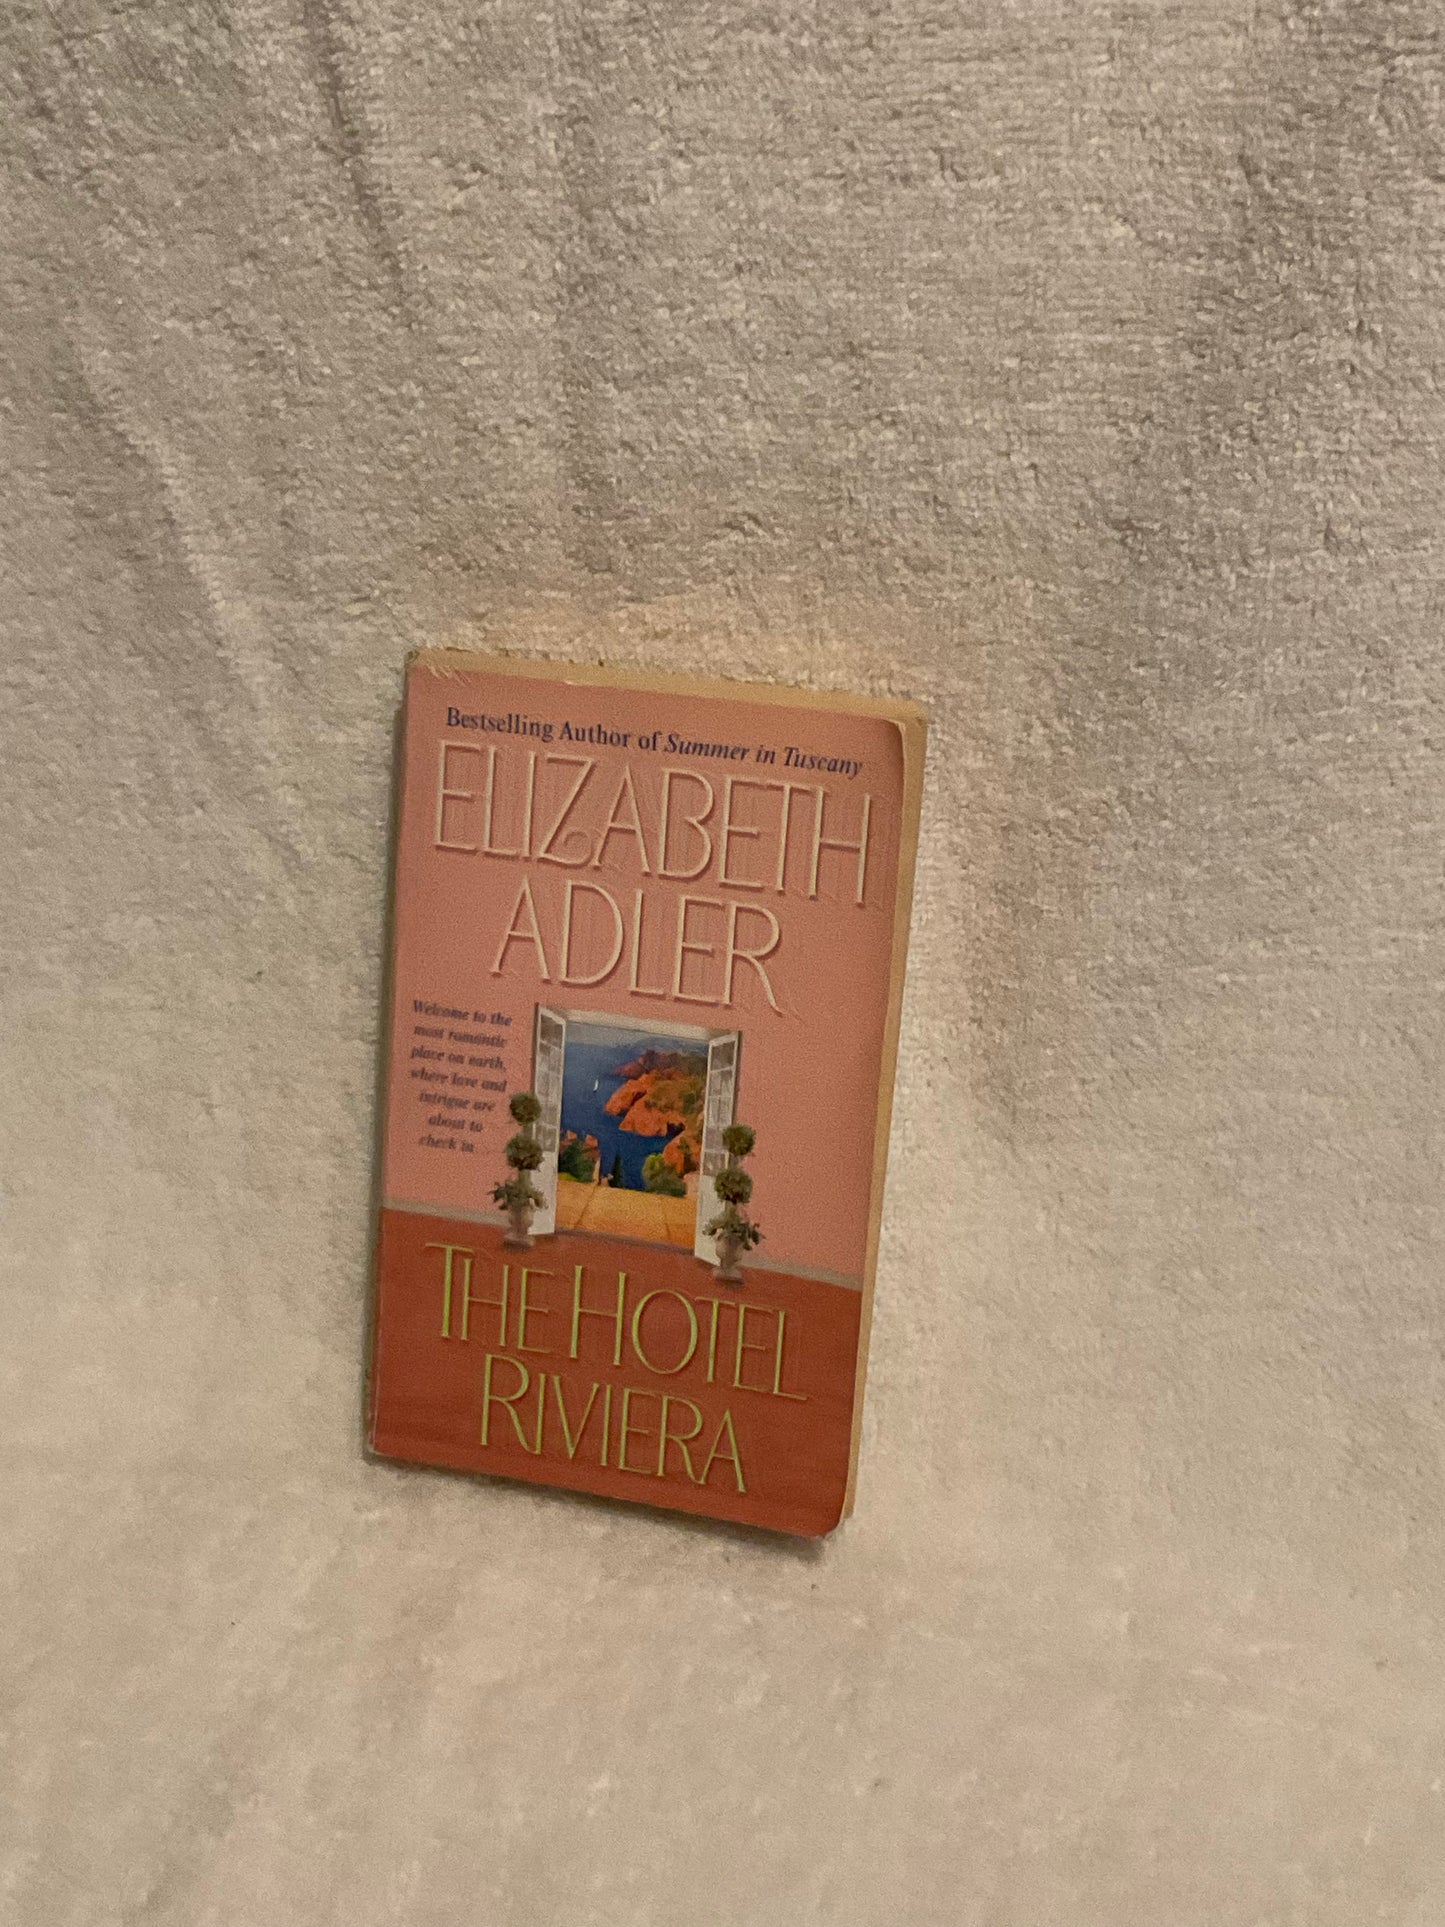 Bestselling Author of Summer in Tuscany
ELIZABETH
ADLER
Welcome to the
most romantic
place on earth,
where love and
intrigue are
about to
check in...
THE HOTEL
RIVIERA